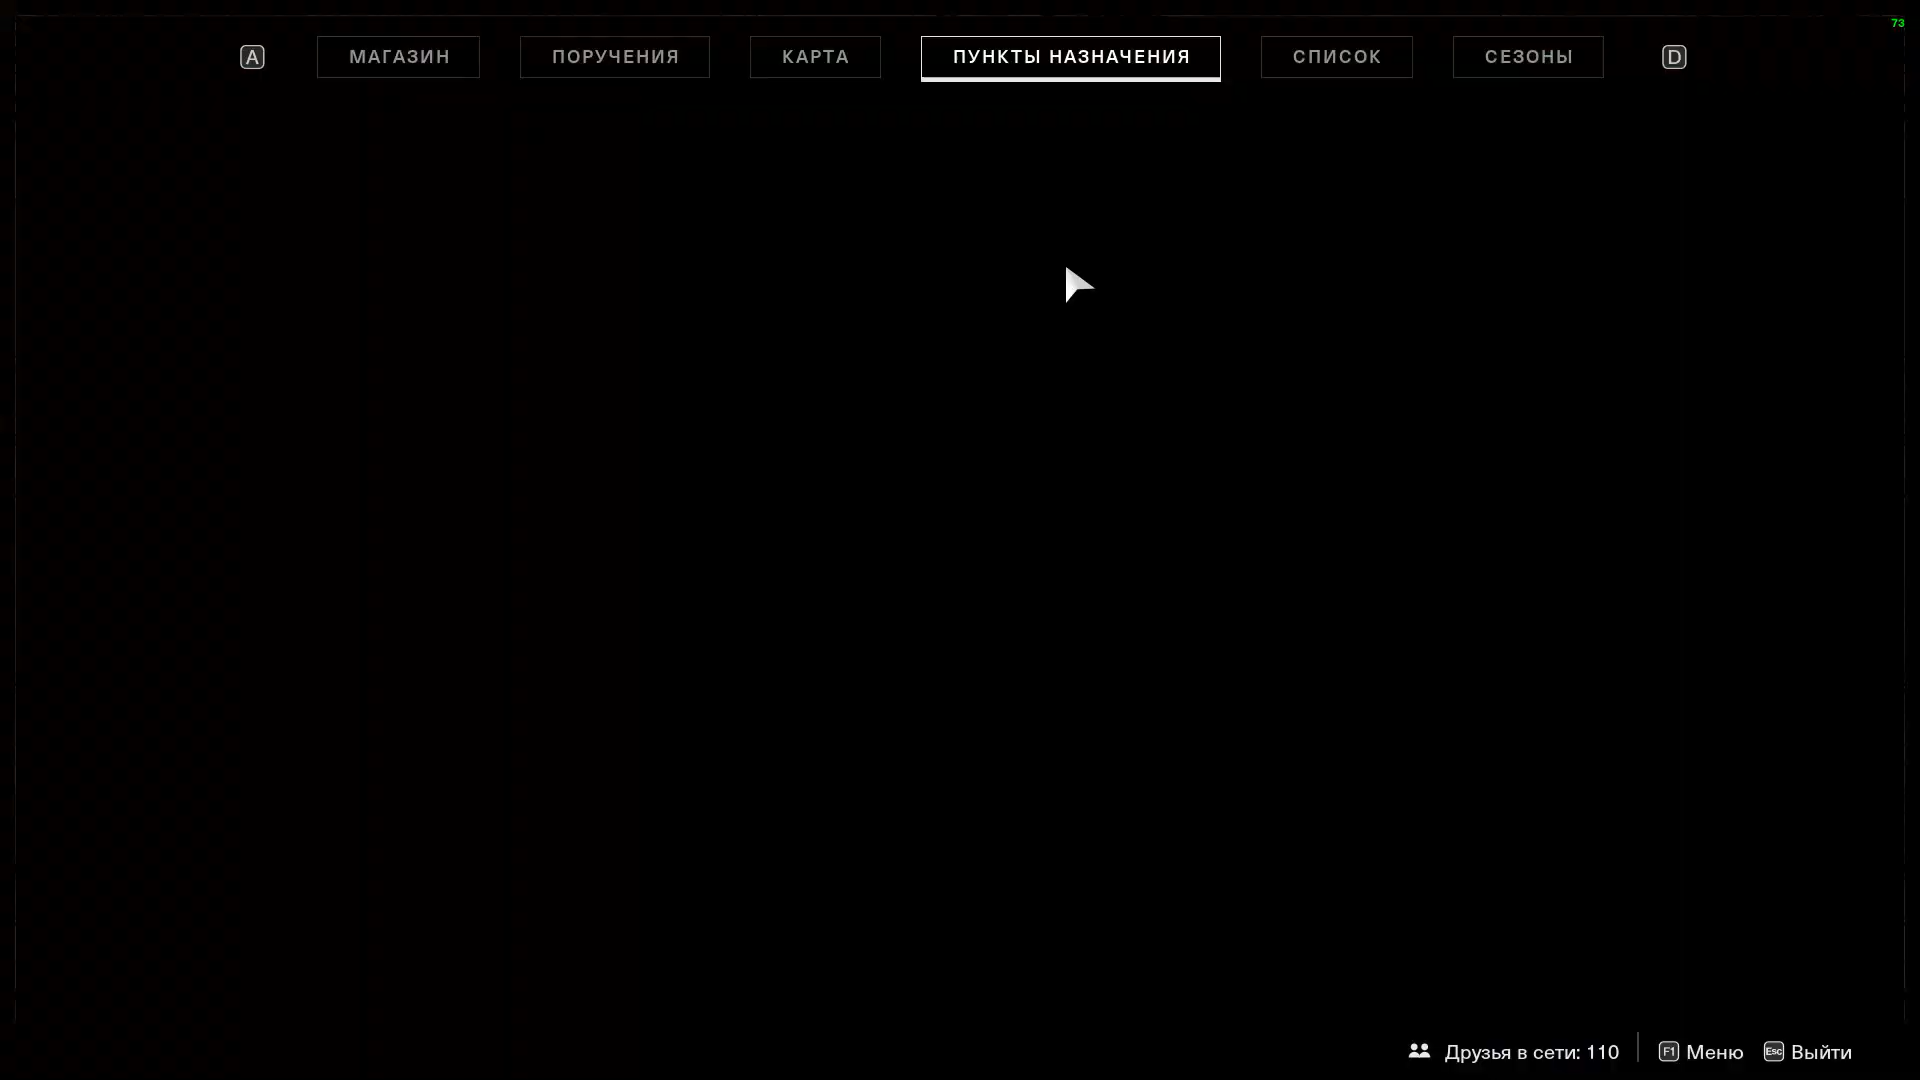 73
A МАГАЗИН ПОРУЧЕНИЯ КАРТА ПУНКТЫ НАЗНАЧЕНИЯ СПИСОК СЕЗОНЫ D
Друзья в сети: 110 F1 Меню Esc Выйти